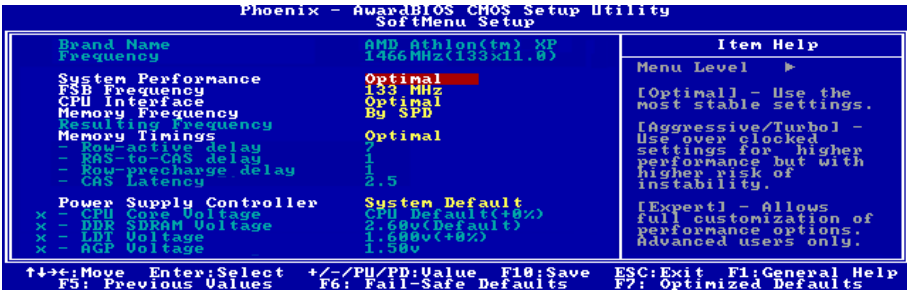 Phoenix - AwardBIOS CMOS Setup Utility
SoftMenu Setup
Brand Name AMD Athlon(tm) XP
Frequency 1466MHz(133x11.0)
System Performance Optimal
FSB Frequency 133 MHz
CPU Interface Optimal
Memory Frequency By SPD
Resulting Frequency
Memory Timings Optimal
- Row-active delay 7
- RAS-to-CAS delay 1
- Row-precharge delay 1
- CAS Latency 2.5
Power Supply Controller System Default
x - CPU Core Voltage CPU Default(+0%)
x - DDR SDRAM Voltage 2.60v(Default)
x - LDT Voltage 1.600v(+0%)
x - AGP Voltage 1.50v
Item Help
Menu Level ▶
[Optimal] - Use the
most stable settings.
[Aggressive/Turbo] -
Use over clocked
settings for higher
performance but with
higher risk of
instability.
[Expert] - Allows
full customization of
performance options.
Advanced users only.
↑↓→←:Move Enter:Select +/-/PU/PD:Value F10:Save ESC:Exit F1:General Help
F5: Previous Values F6: Fail-Safe Defaults F7: Optimized Defaults